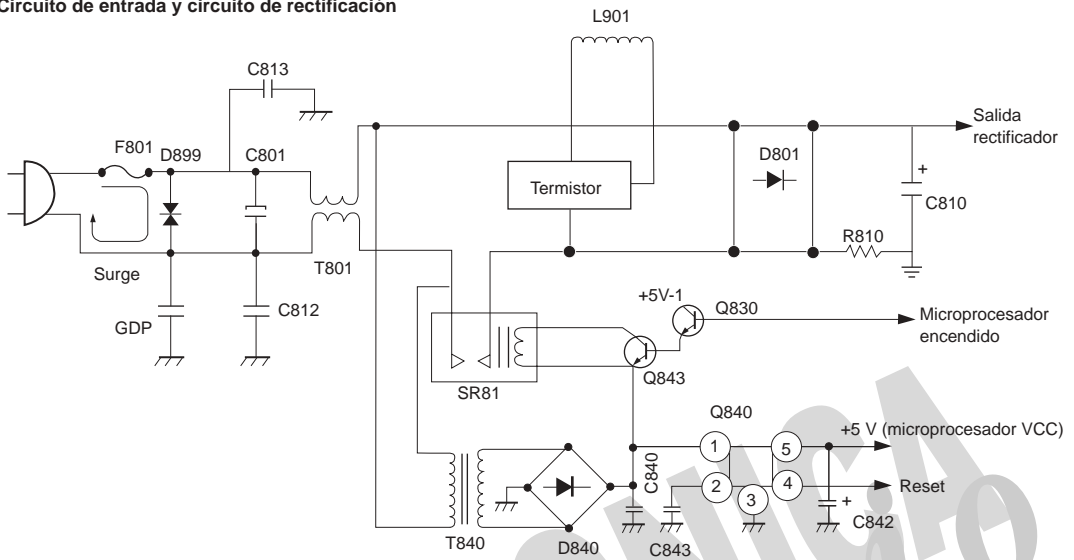 Circuito de entrada y circuito de rectificación
L901
C813
Salida
rectificador
F801
D899
C801
D801
Termistor
+
C810
R810
Surge
T801
+5V-1
Q830
C812
GDP
Microprocesador
encendido
Q843
SR81
Q840
+5 V (microprocesador VCC)
1
5
C840
2
4
Reset
3
+
C842
T840
D840
C843